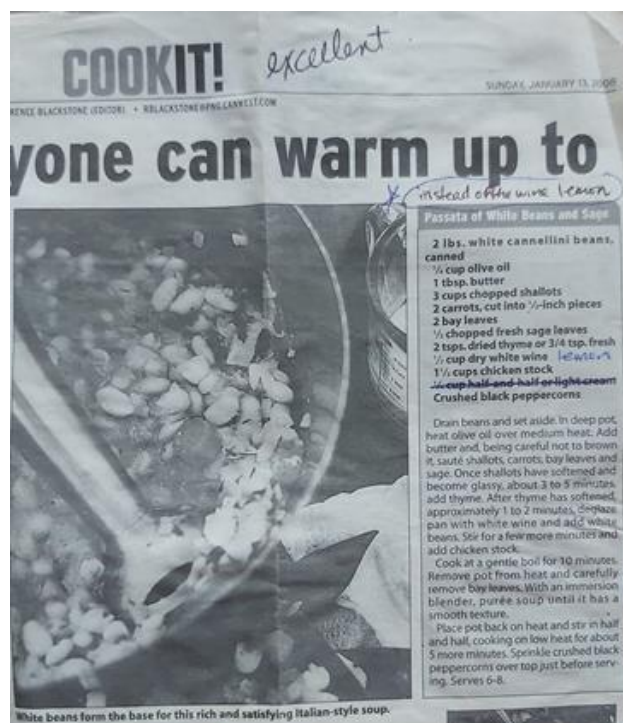 COOKIT!
excellent
SUNDAY, JANUARY 13, 2008
RENEE BLACKSTONE (EDITOR) • RBLACKSTONE@PNG.CANWEST.COM
yone can warm up to
instead of the wine lemon
Passata of White Beans and Sage
2 lbs. white cannellini beans,
canned
¼ cup olive oil
1 tbsp. butter
3 cups chopped shallots
2 carrots, cut into ½-inch pieces
2 bay leaves
½ chopped fresh sage leaves
2 tsps. dried thyme or 3/4 tsp. fresh
½ cup dry white wine lemon
1½ cups chicken stock
cup half-and-half or light cream
Crushed black peppercorns
Drain beans and set aside. In deep pot,
heat olive oil over medium heat. Add
butter and, being careful not to brown
it, sauté shallots, carrots, bay leaves and
sage. Once shallots have softened and
become glassy, about 3 to 5 minutes,
add thyme. After thyme has softened,
approximately 1 to 2 minutes, deglaze
pan with white wine and add white
beans. Stir for a few more minutes and
add chicken stock.
Cook at a gentle boil for 10 minutes.
Remove pot from heat and carefully
remove bay leaves. With an immersion
blender, purée soup until it has a
smooth texture.
Place pot back on heat and stir in half
and half, cooking on low heat for about
5 more minutes. Sprinkle crushed black
peppercorns over top just before serv-
ing. Serves 6-8.
White beans form the base for this rich and satisfying Italian-style soup.